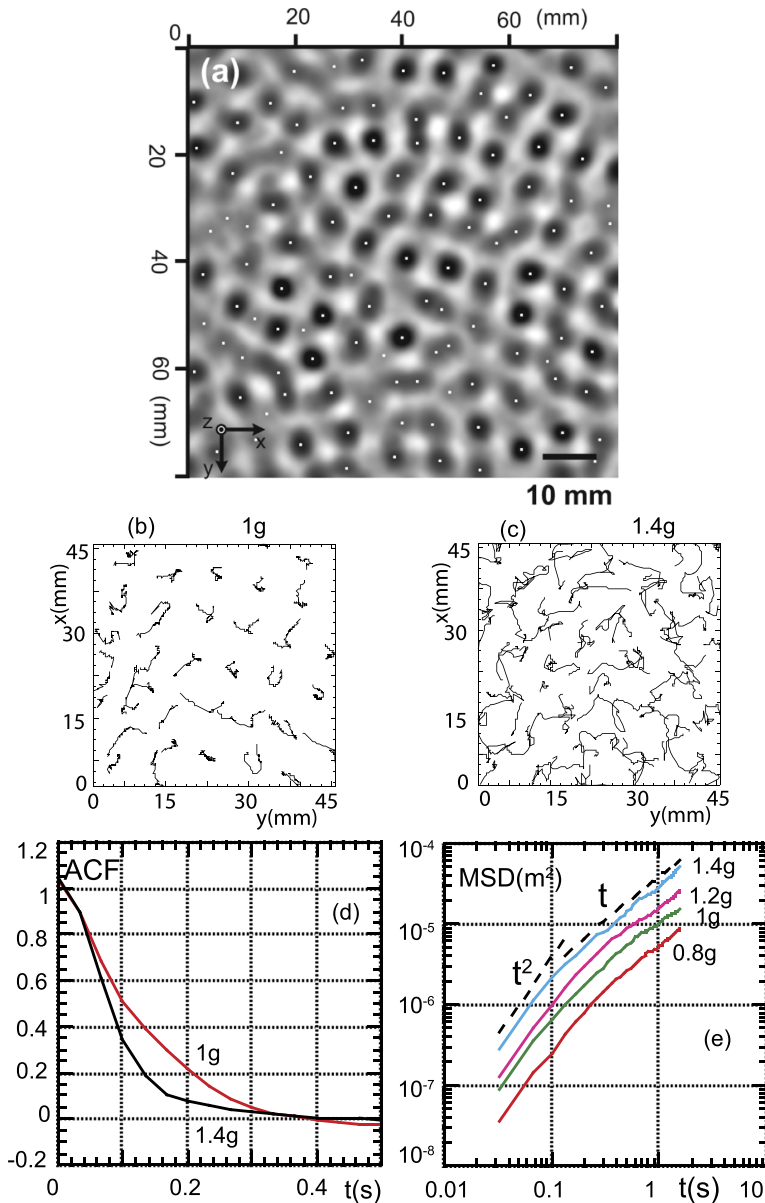 0 20 40 60 (mm)
(a)
20
40
60
(mm)
z
x
y
10 mm
(b) 1g
(c) 1.4g
45
30
15
0
x(mm)
0 15 30 45
y(mm)
45
30
15
0
x(mm)
0 15 30 45
y(mm)
1.2
1
0.8
0.6
0.4
0.2
0
-0.2
ACF
(d)
1g
1.4g
0 0.2 0.4 t(s)
10-4
10-5
10-6
10-7
10-8
MSD(m2)
t
t2
1.4g
1.2g
1g
0.8g
(e)
0.01 0.1 1 t(s) 10